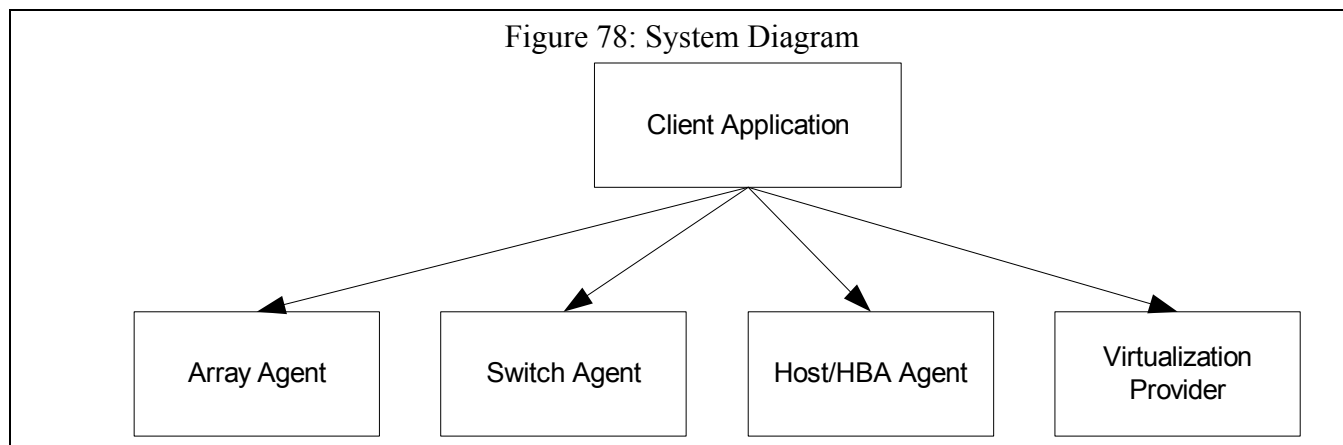 Figure 78: System Diagram
Client Application
Array Agent
Switch Agent
Host/HBA Agent
Virtualization
Provider